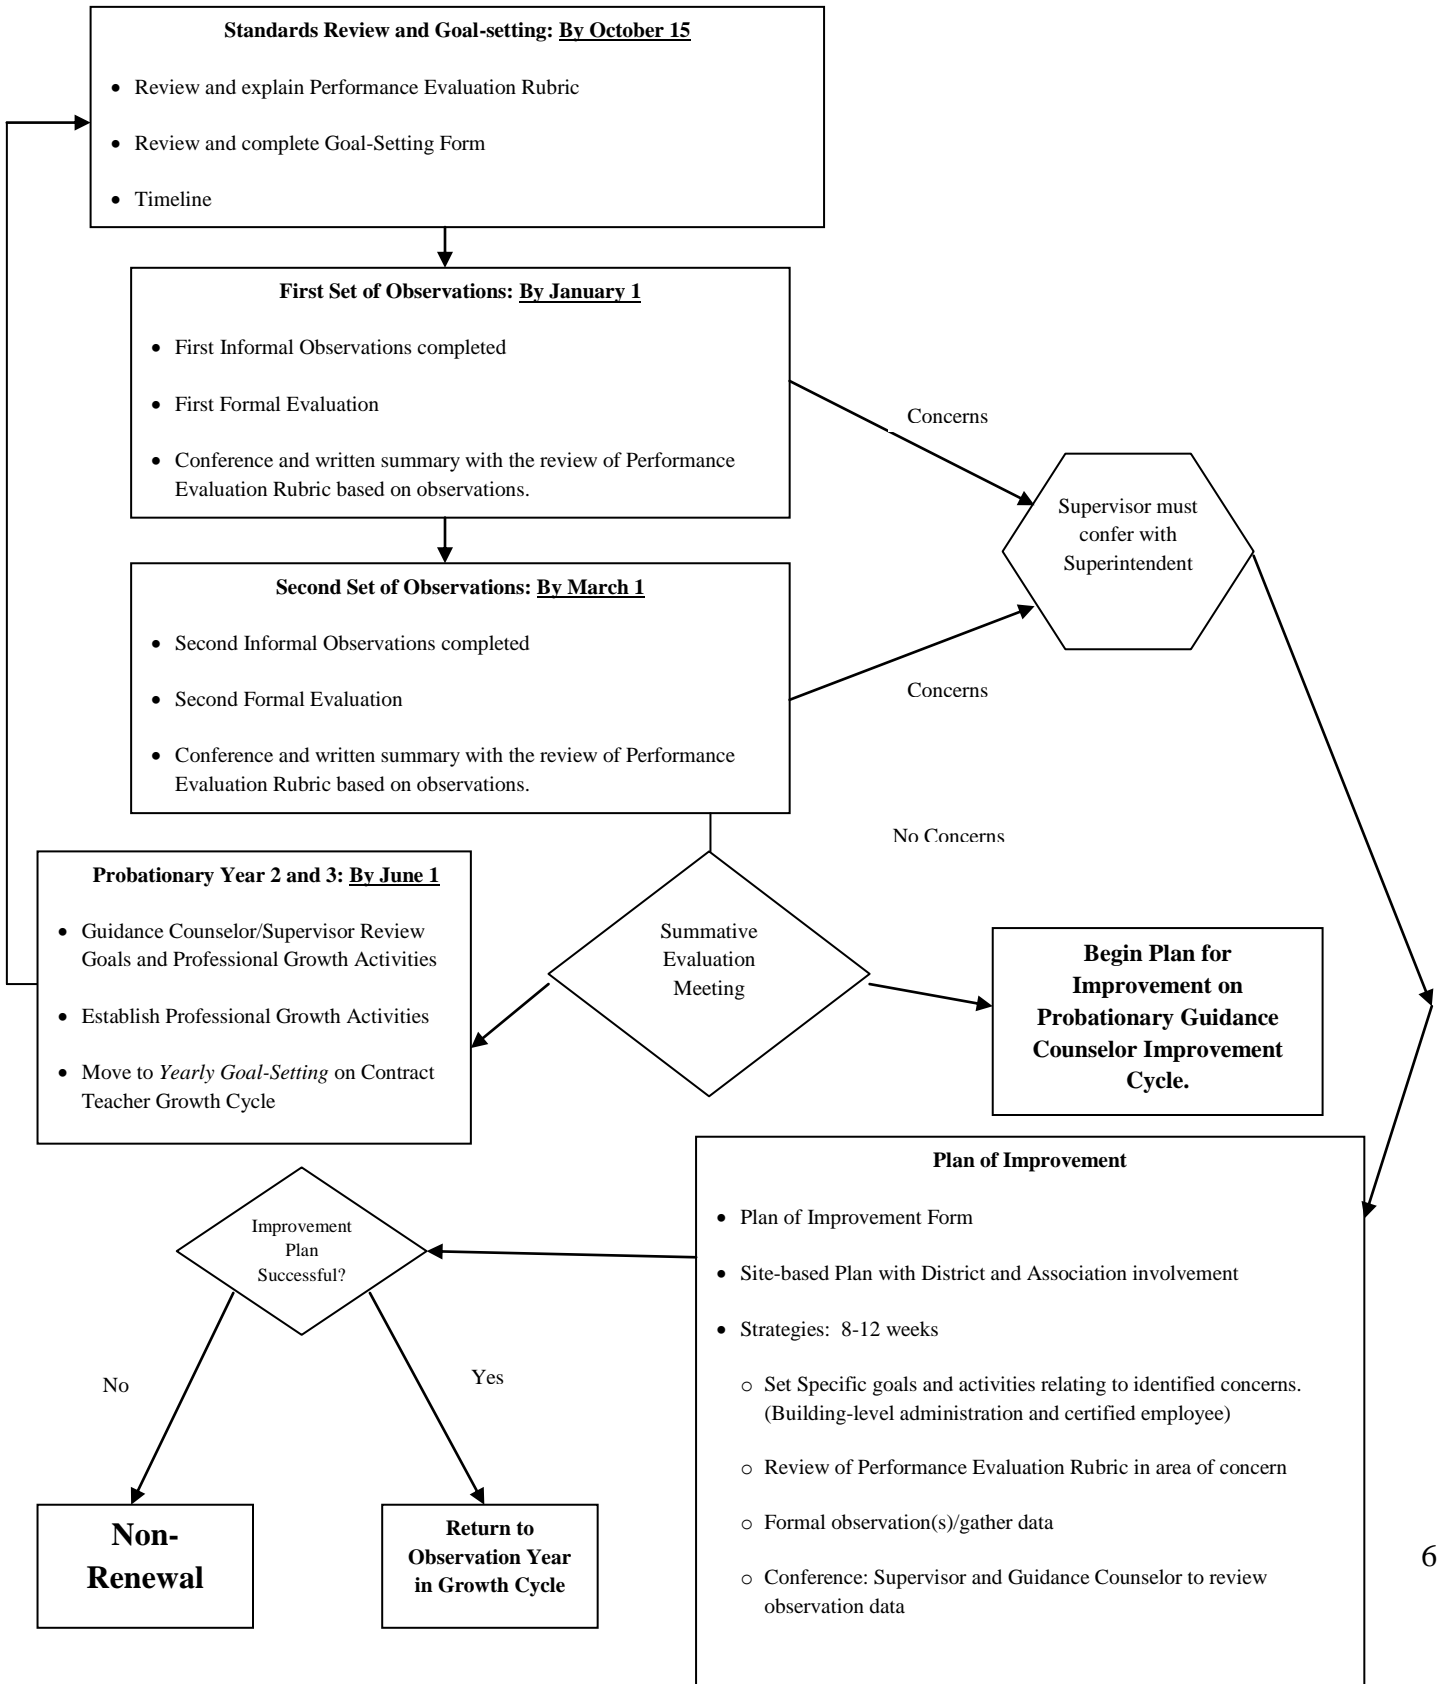 Standards Review and Goal-setting: By October 15
• Review and explain Performance Evaluation Rubric
• Review and complete Goal-Setting Form
• Timeline
First Set of Observations: By January 1
• First Informal Observations completed
• First Formal Evaluation
• Conference and written summary with the review of Performance
Evaluation Rubric based on observations.
Concerns
Supervisor must
confer with
Superintendent
Second Set of Observations: By March 1
• Second Informal Observations completed
• Second Formal Evaluation
• Conference and written summary with the review of Performance
Evaluation Rubric based on observations.
Concerns
No Concerns
Probationary Year 2 and 3: By June 1
• Guidance Counselor/Supervisor Review
Goals and Professional Growth Activities
• Establish Professional Growth Activities
• Move to Yearly Goal-Setting on Contract
Teacher Growth Cycle
Summative
Evaluation
Meeting
Begin Plan for
Improvement on
Probationary Guidance
Counselor Improvement
Cycle.
Plan of Improvement
• Plan of Improvement Form
• Site-based Plan with District and Association involvement
• Strategies: 8-12 weeks
o Set Specific goals and activities relating to identified concerns.
(Building-level administration and certified employee)
o Review of Performance Evaluation Rubric in area of concern
o Formal observation(s)/gather data
o Conference: Supervisor and Guidance Counselor to review
observation data
Improvement
Plan
Successful?
No
Yes
Non-
Renewal
Return to
Observation Year
in Growth Cycle
6